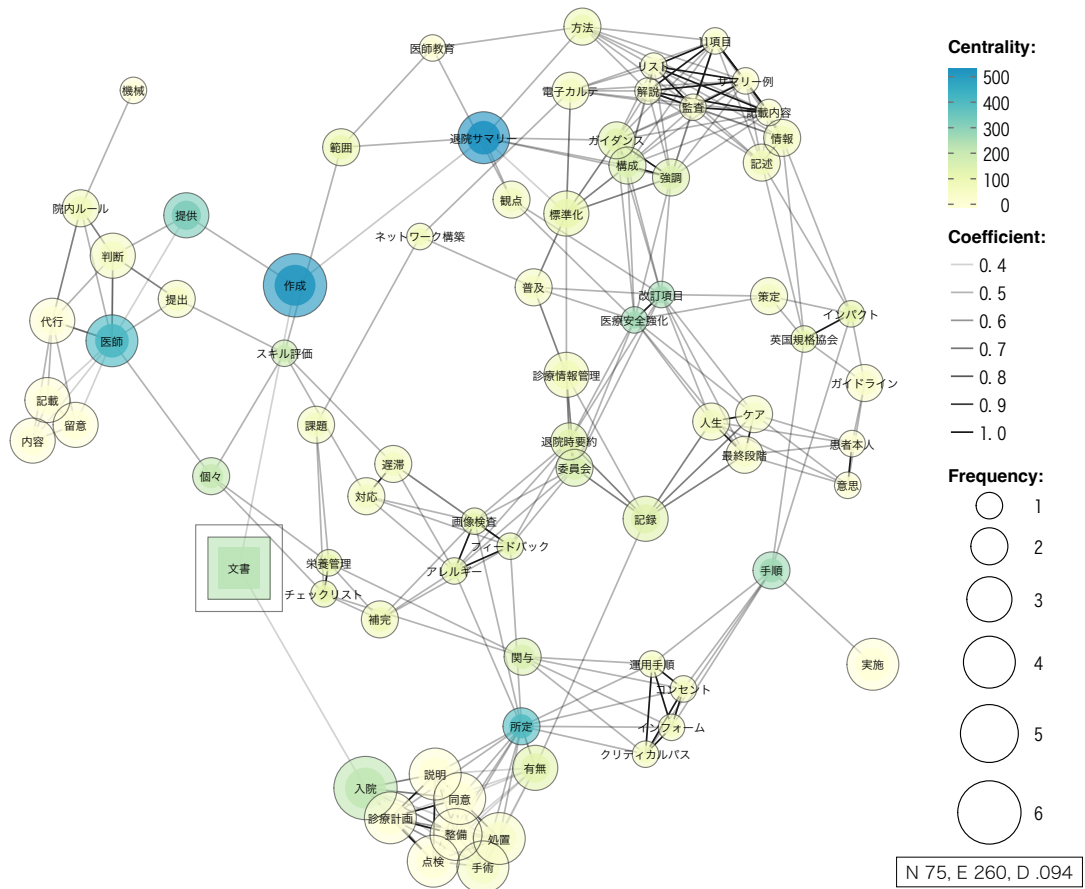 方法
11項目
医師教育
リスト
サマリー例
機械
電子カルテ
解説
監査
記載内容
退院サマリー
ガイダンス
情報
範囲
構成
記述
強調
観点
院内ルール
提供
標準化
ネットワーク構築
判断
作成
普及
改訂項目
策定
提出
医療安全強化
インパクト
代行
医師
英国規格協会
スキル評価
診療情報管理
ガイドライン
記載
留意
内容
課題
人生
ケア
退院時要約
患者本人
最終段階
遅滞
委員会
個々
対応
意思
画像検査
記録
フィードバック
文書
栄養管理
アレルギー
手順
チェックリスト
補完
関与
運用手順
実施
コンセント
所定
インフォーム
クリティカルパス
有無
説明
入院
同意
診療計画
整備
処置
点検
手術
Centrality:
500
400
300
200
100
0
Coefficient:
0.4
0.5
0.6
0.7
0.8
0.9
1.0
Frequency:
1
2
3
4
5
6
N 75, E 260, D .094